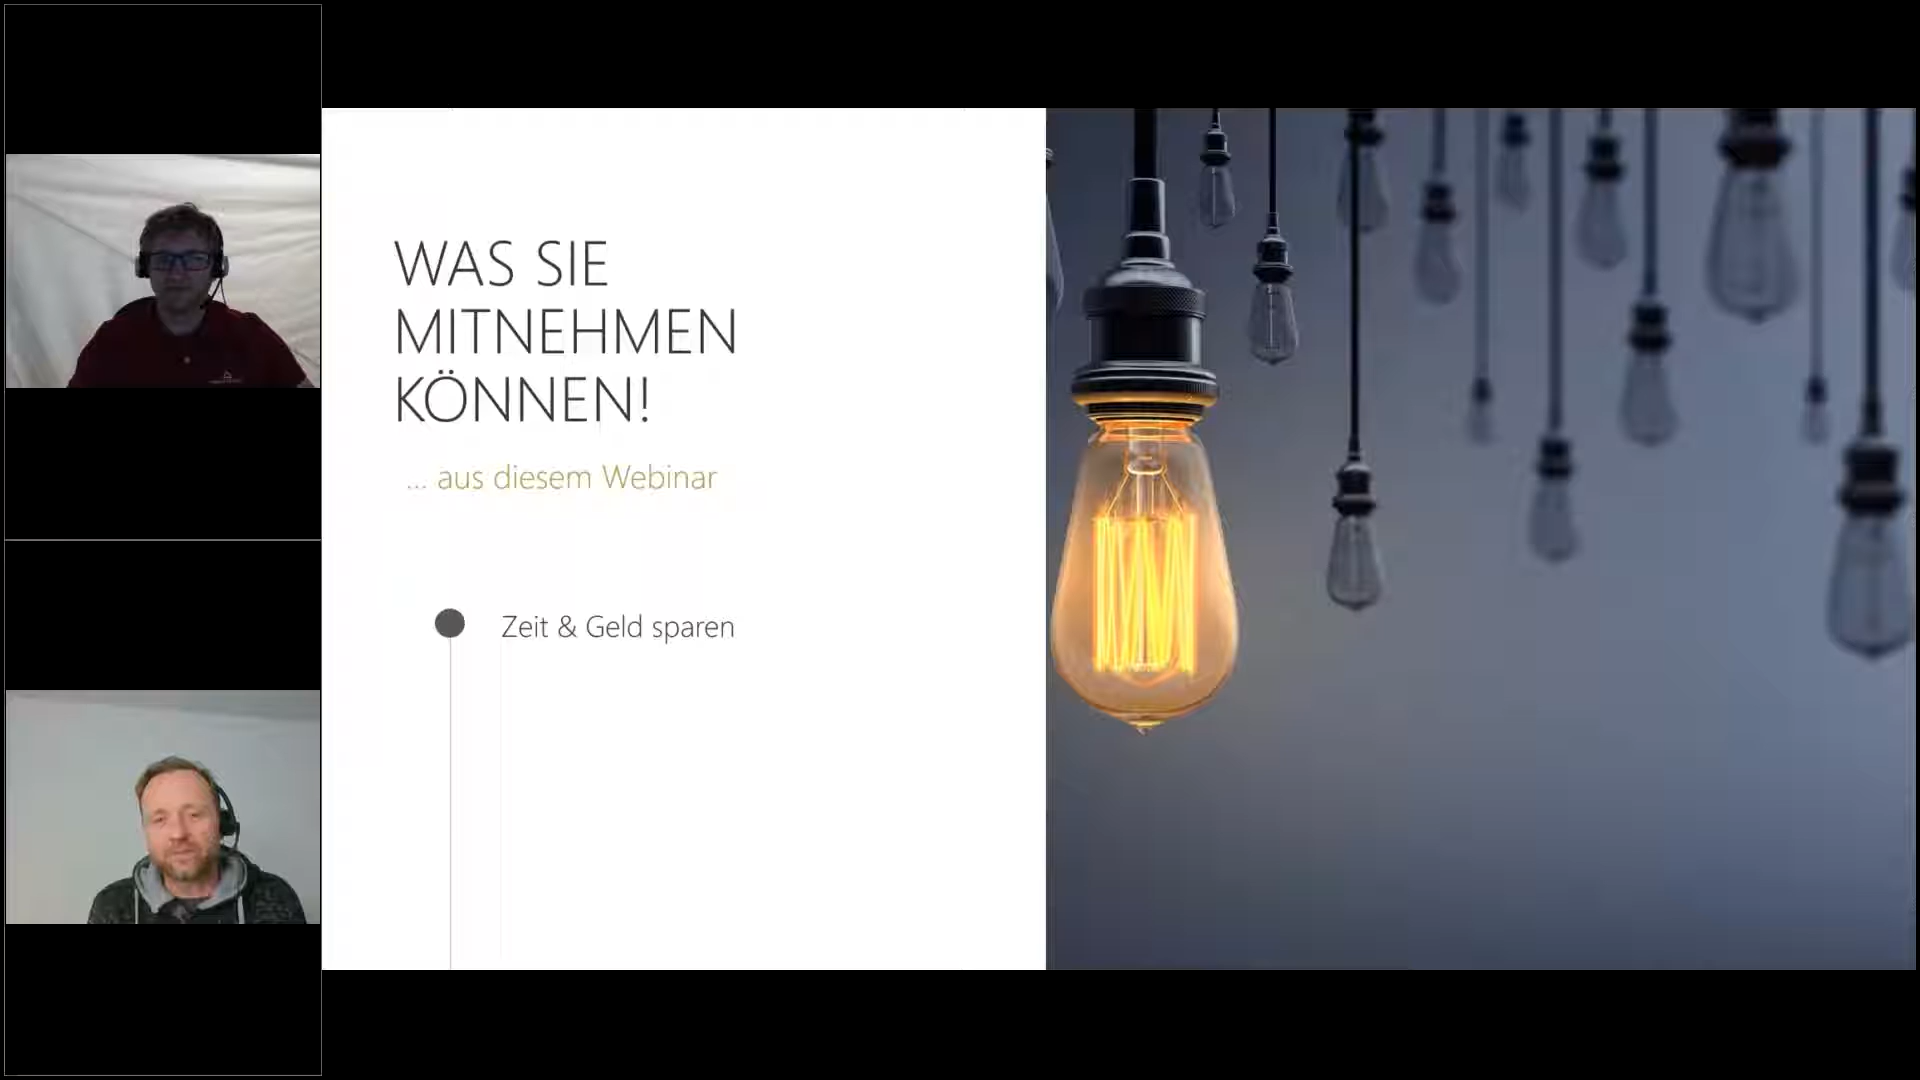 WAS SIE
MITNEHMEN
KÖNNEN!
... aus diesem Webinar
Zeit & Geld sparen